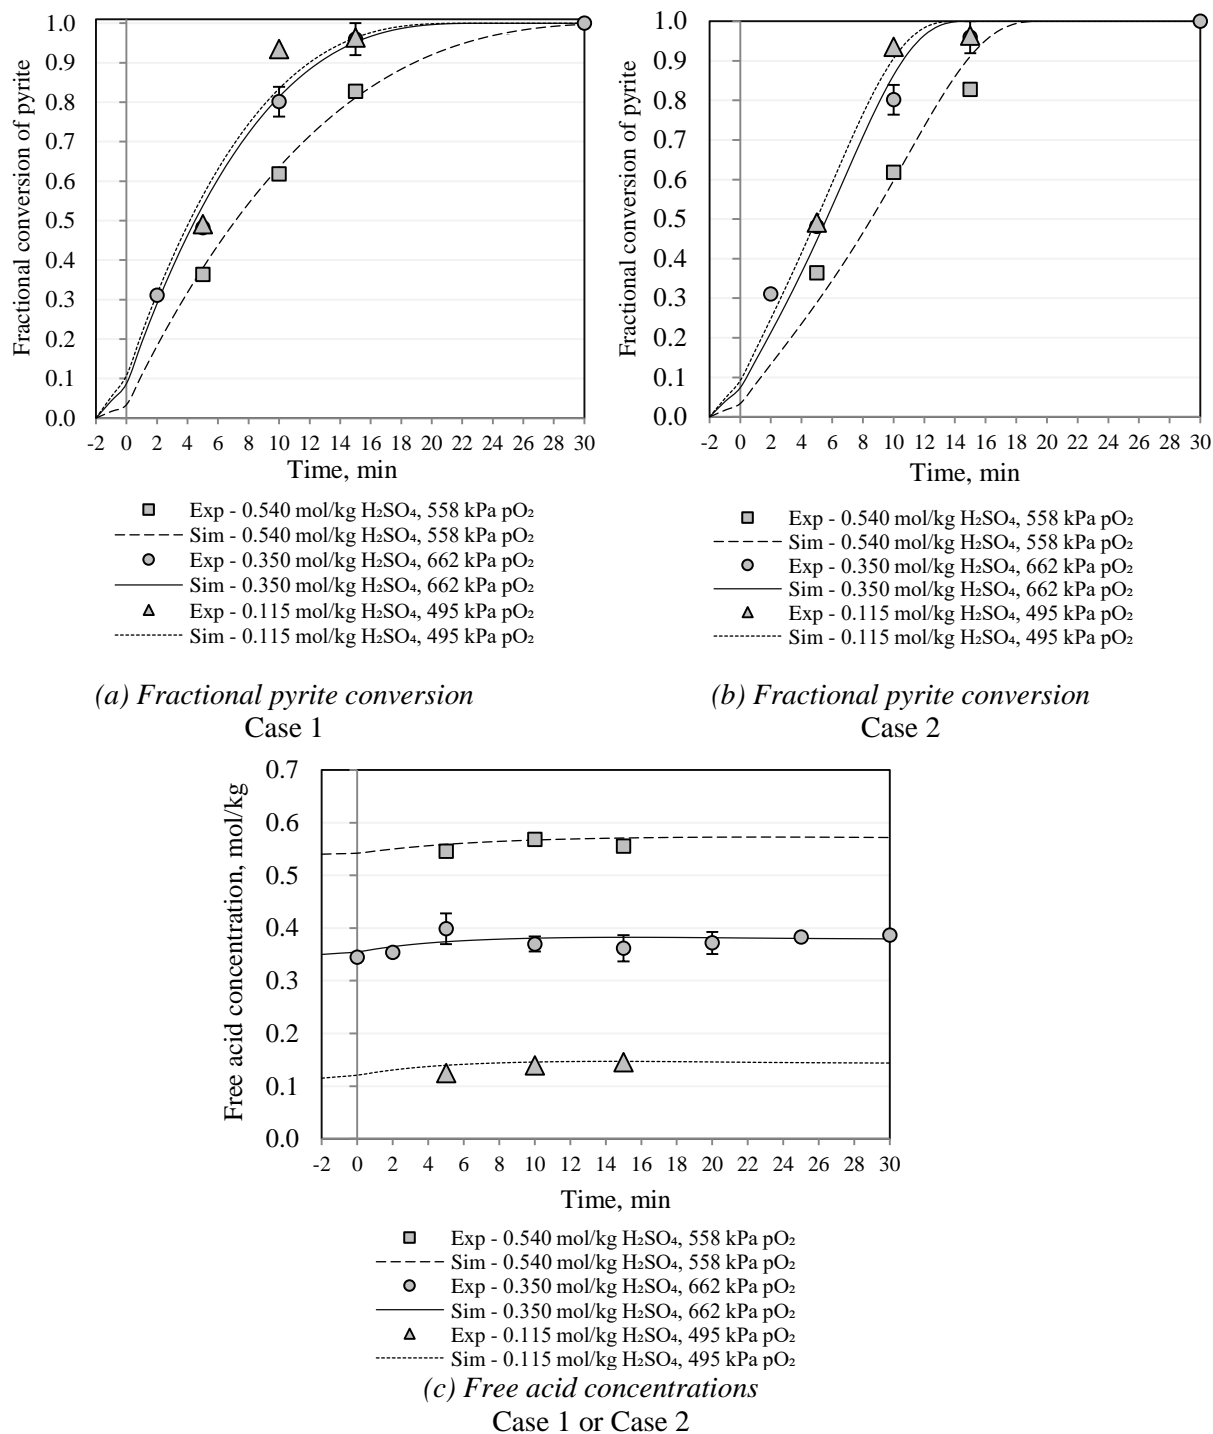 Fractional conversion of pyrite
1.0
0.9
0.8
0.7
0.6
0.5
0.4
0.3
0.2
0.1
0.0
-2 0 2 4 6 8 10 12 14 16 18 20 22 24 26 28 30
Time, min
Exp - 0.540 mol/kg H₂SO₄, 558 kPa pO₂
Sim - 0.540 mol/kg H₂SO₄, 558 kPa pO₂
Exp - 0.350 mol/kg H₂SO₄, 662 kPa pO₂
Sim - 0.350 mol/kg H₂SO₄, 662 kPa pO₂
Exp - 0.115 mol/kg H₂SO₄, 495 kPa pO₂
Sim - 0.115 mol/kg H₂SO₄, 495 kPa pO₂
(a) Fractional pyrite conversion
Case 1
Fractional conversion of pyrite
1.0
0.9
0.8
0.7
0.6
0.5
0.4
0.3
0.2
0.1
0.0
-2 0 2 4 6 8 10 12 14 16 18 20 22 24 26 28 30
Time, min
Exp - 0.540 mol/kg H₂SO₄, 558 kPa pO₂
Sim - 0.540 mol/kg H₂SO₄, 558 kPa pO₂
Exp - 0.350 mol/kg H₂SO₄, 662 kPa pO₂
Sim - 0.350 mol/kg H₂SO₄, 662 kPa pO₂
Exp - 0.115 mol/kg H₂SO₄, 495 kPa pO₂
Sim - 0.115 mol/kg H₂SO₄, 495 kPa pO₂
(b) Fractional pyrite conversion
Case 2
Free acid concentration, mol/kg
0.7
0.6
0.5
0.4
0.3
0.2
0.1
0.0
-2 0 2 4 6 8 10 12 14 16 18 20 22 24 26 28 30
Time, min
Exp - 0.540 mol/kg H₂SO₄, 558 kPa pO₂
Sim - 0.540 mol/kg H₂SO₄, 558 kPa pO₂
Exp - 0.350 mol/kg H₂SO₄, 662 kPa pO₂
Sim - 0.350 mol/kg H₂SO₄, 662 kPa pO₂
Exp - 0.115 mol/kg H₂SO₄, 495 kPa pO₂
Sim - 0.115 mol/kg H₂SO₄, 495 kPa pO₂
(c) Free acid concentrations
Case 1 or Case 2